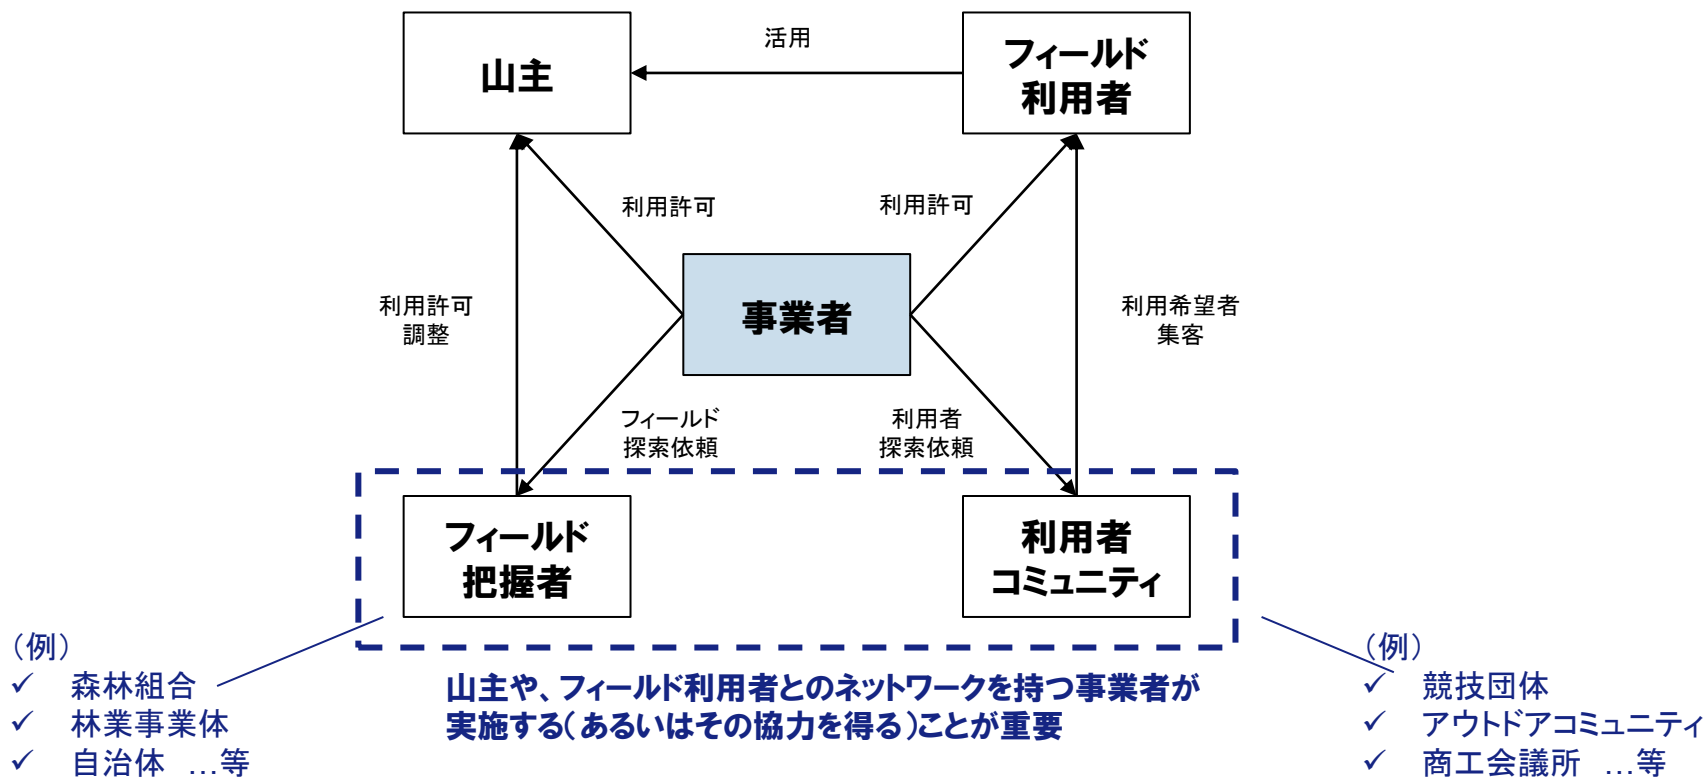 活用
山主
フィールド
利用者
利用許可
利用許可
利用許可
調整
事業者
利用希望者
集客
フィールド
探索依頼
利用者
探索依頼
フィールド
把握者
利用者
コミュニティ
（例）
✓ 森林組合
✓ 林業事業体
✓ 自治体 …等
山主や、フィールド利用者とのネットワークを持つ事業者が
実施する（あるいはその協力を得る）ことが重要
（例）
✓ 競技団体
✓ アウトドアコミュニティ
✓ 商工会議所 …等